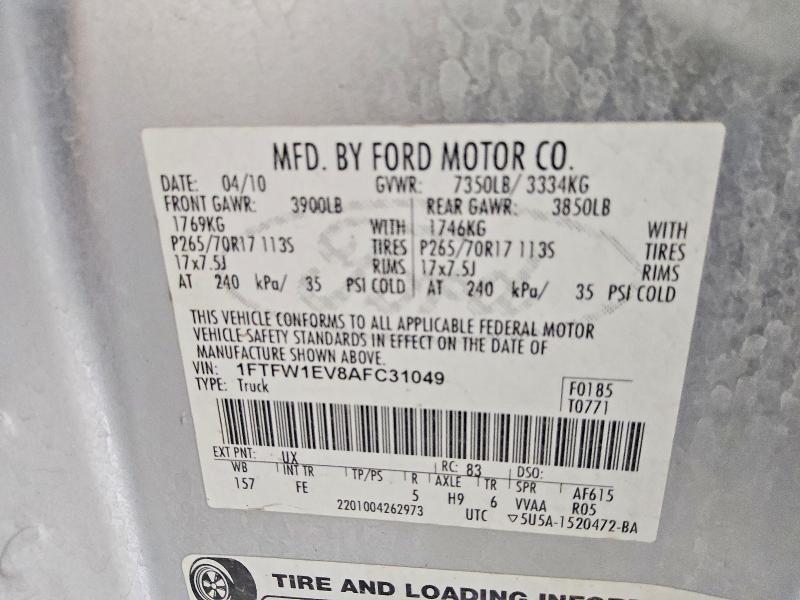 MFD. BY FORD MOTOR CO.
DATE: 04/10 GVWR: 7350LB/ 3334KG
FRONT GAWR: 3900LB REAR GAWR: 3850LB
1769KG WITH 1746KG WITH
P265/70R17 113S TIRES P265/70R17 113S TIRES
17x7.5J RIMS 17x7.5J RIMS
AT 240 kPa/ 35 PSI COLD AT 240 kPa/ 35 PSI COLD
THIS VEHICLE CONFORMS TO ALL APPLICABLE FEDERAL MOTOR
VEHICLE SAFETY STANDARDS IN EFFECT ON THE DATE OF
MANUFACTURE SHOWN ABOVE.
VIN: 1FTFW1EV8AFC31049
TYPE: Truck
F0185
T0771
EXT PNT: UX RC: 83 DSO:
WB INT TR TP/PS R AXLE TR SPR AF615
157 FE 5 H9 6 VVAA R05
2201004262973 UTC ▽5U5A-1520472-BA
TIRE AND LOADING